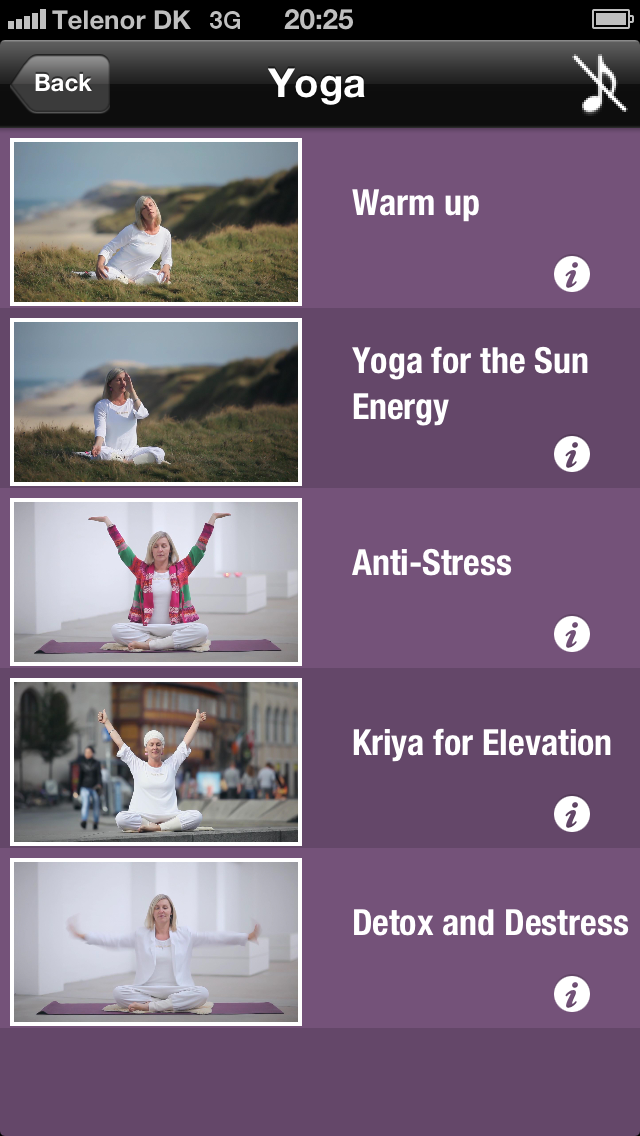 Telenor DK 3G 20:25
Back
Yoga
Warm up
i
Yoga for the Sun
Energy
i
Anti-Stress
i
Kriya for Elevation
i
Detox and Destress
i